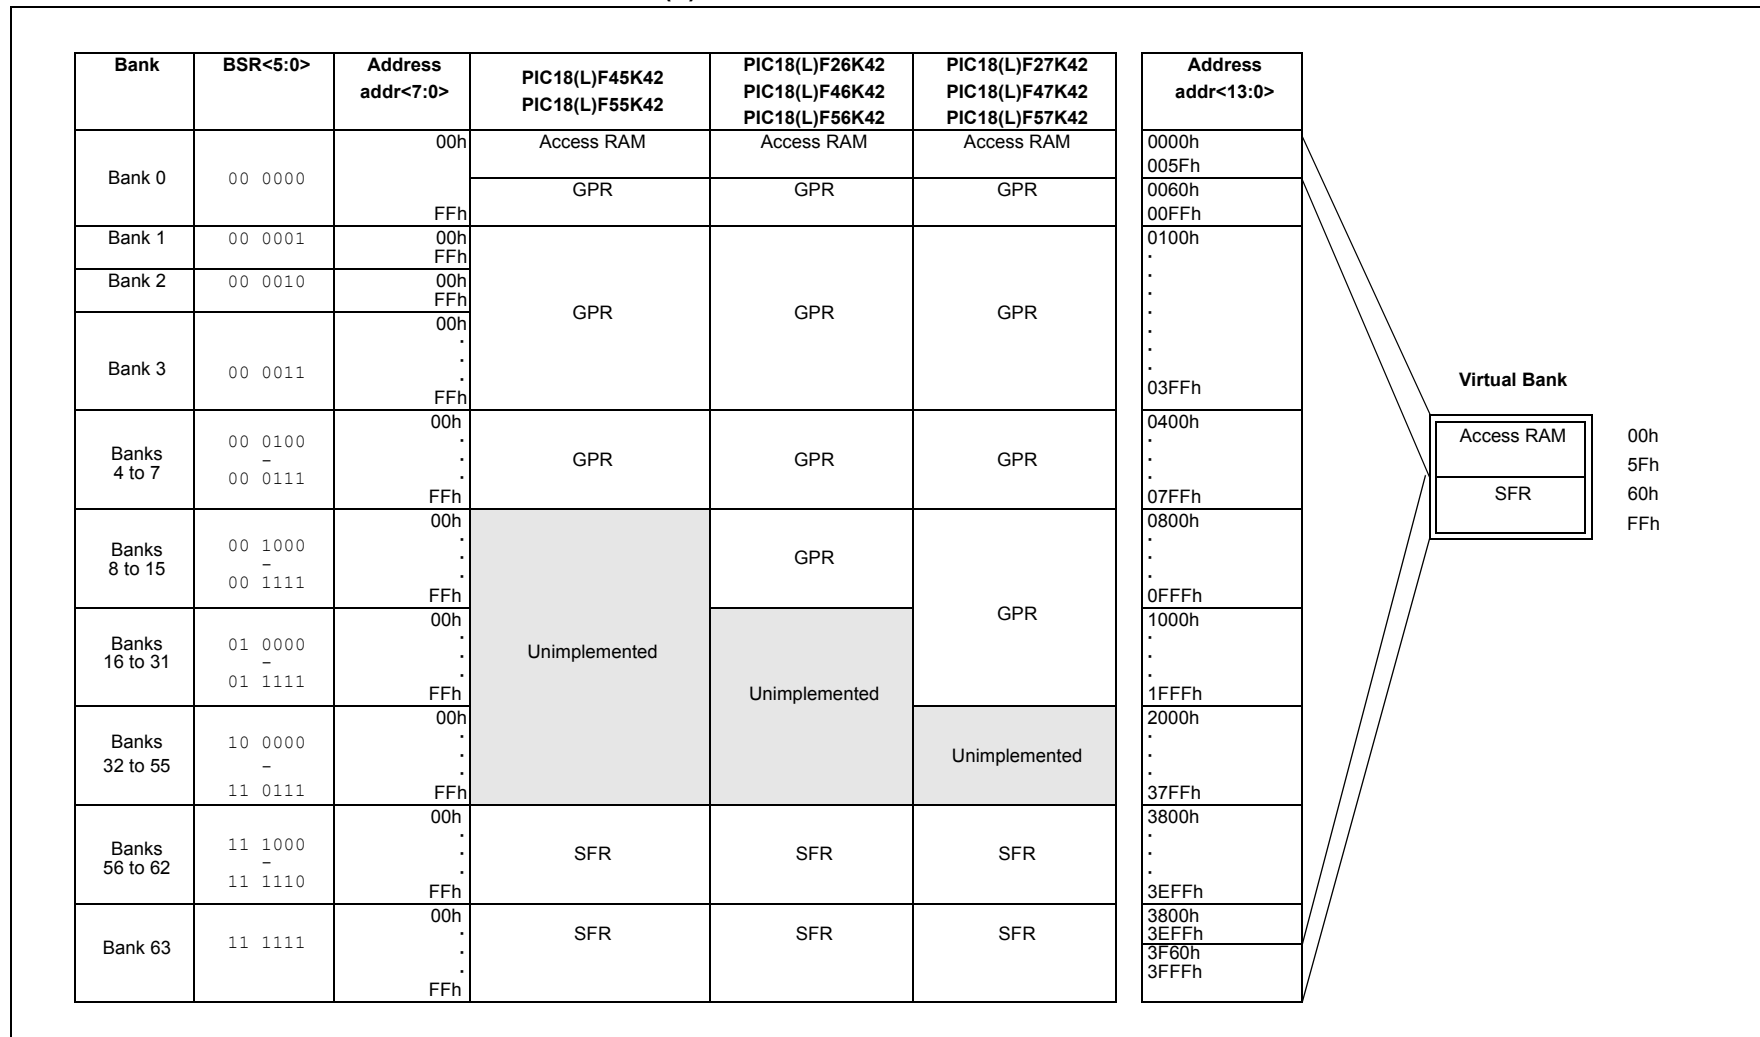 Bank BSR<5:0> Address addr<7:0> PIC18(L)F45K42 PIC18(L)F55K42 PIC18(L)F26K42 PIC18(L)F46K42 PIC18(L)F56K42 PIC18(L)F27K42 PIC18(L)F47K42 PIC18(L)F57K42 Address addr<13:0>
Bank 0 00 0000 00h Access RAM Access RAM Access RAM 0000h
005Fh
GPR GPR GPR 0060h
FFh 00FFh
Bank 1 00 0001 00h 0100h
FFh
Bank 2 00 0010 00h
FFh
GPR GPR GPR
Bank 3 00 0011 00h
FFh 03FFh
Banks 4 to 7 00 0100 – 00 0111 00h GPR GPR GPR 0400h
FFh 07FFh
Banks 8 to 15 00 1000 – 00 1111 00h GPR 0800h
FFh 0FFFh
GPR
Banks 16 to 31 01 0000 – 01 1111 00h Unimplemented 1000h
FFh Unimplemented 1FFFh
Banks 32 to 55 10 0000 – 11 0111 00h Unimplemented 2000h
FFh 37FFh
Banks 56 to 62 11 1000 – 11 1110 00h SFR SFR SFR 3800h
FFh 3EFFh
Bank 63 11 1111 00h SFR SFR SFR 3800h
3EFFh
3F60h
3FFFh
FFh
Virtual Bank
Access RAM 00h
5Fh
SFR 60h
FFh